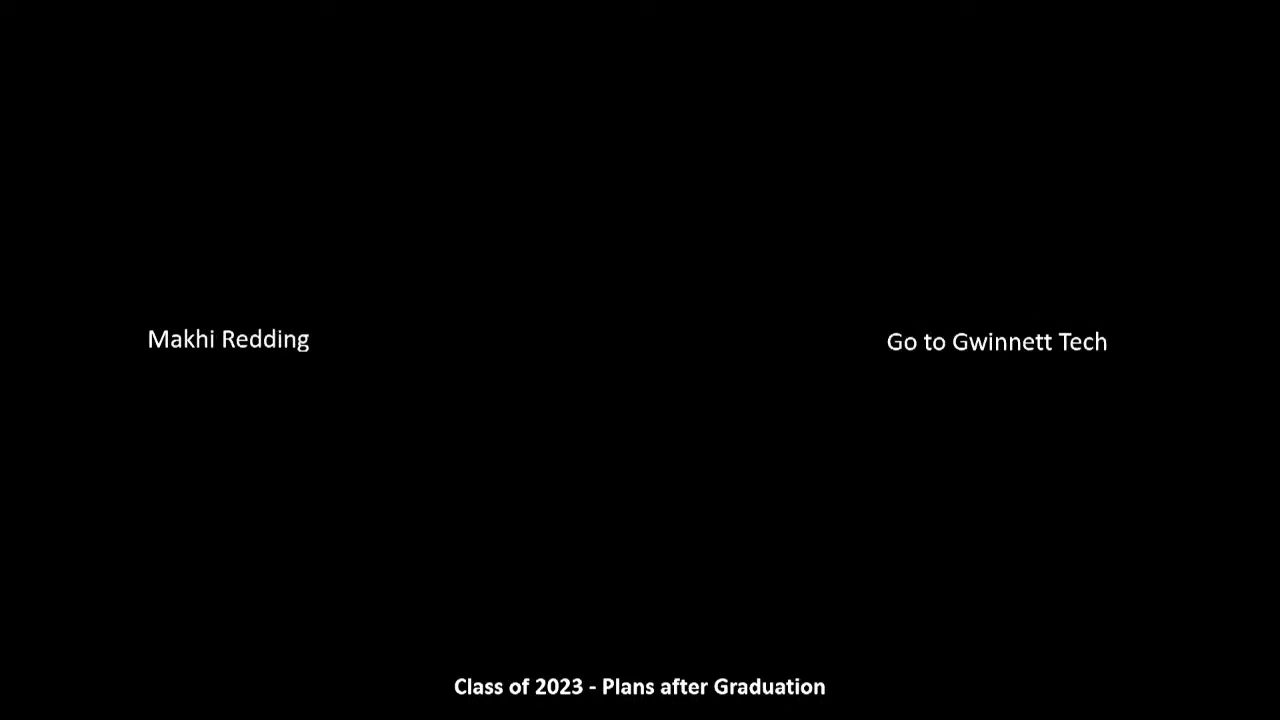 Makhi Redding
Go to Gwinnett Tech
Class of 2023 - Plans after Graduation